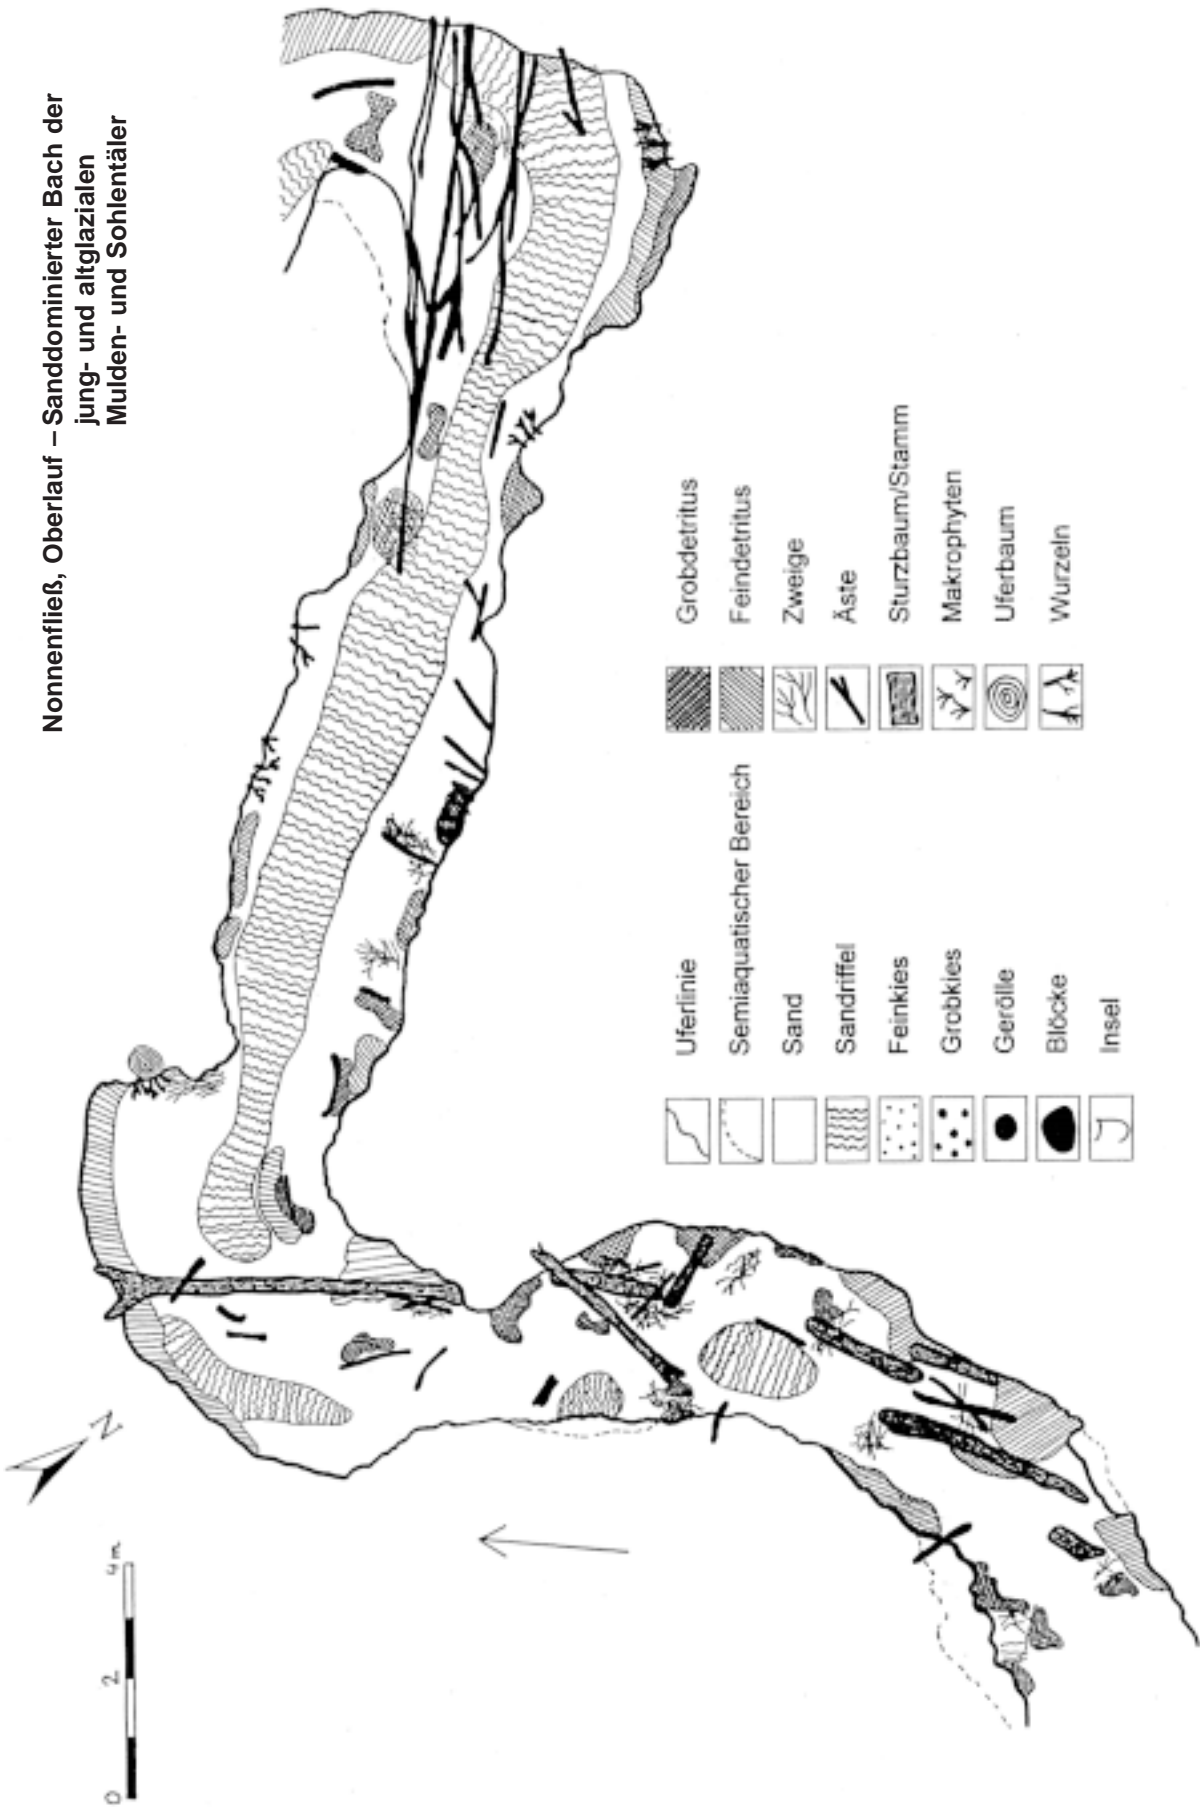 Nonnenfließ, Oberlauf – Sanddominierter Bach der
jung- und altglazialen
Mulden- und Sohlentäler
N
0
2
Uferlinie
Semiaquatischer Bereich
Sand
Sandriffel
Feinkies
Grobkies
Gerölle
Blöcke
Insel
Grobdetritus
Feindetritus
Zweige
Äste
Sturzbaum/Stamm
Makrophyten
Uferbaum
Wurzeln